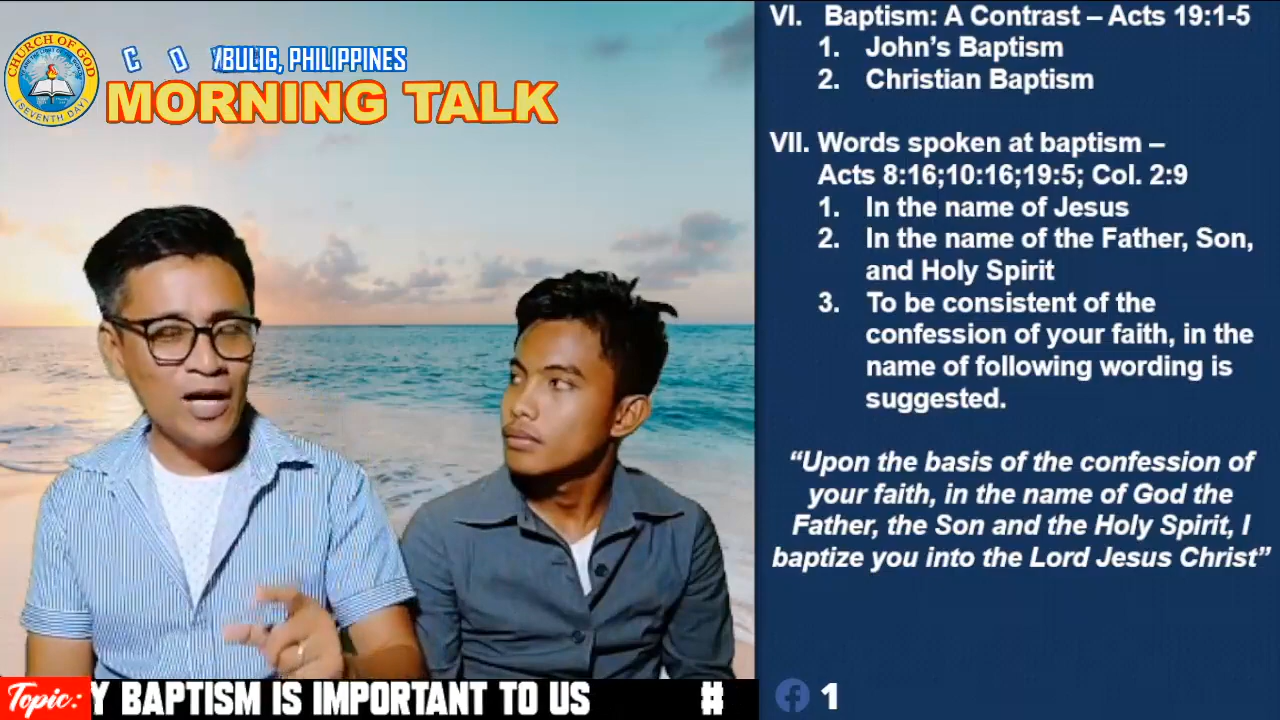 CHURCH OF GOD
(SEVENTH DAY)
C O YBULIG, PHILIPPINES
MORNING TALK
VI. Baptism: A Contrast – Acts 19:1-5
1. John’s Baptism
2. Christian Baptism
VII. Words spoken at baptism –
Acts 8:16;10:16;19:5; Col. 2:9
1. In the name of Jesus
2. In the name of the Father, Son,
and Holy Spirit
3. To be consistent of the
confession of your faith, in the
name of following wording is
suggested.
“Upon the basis of the confession of
your faith, in the name of God the
Father, the Son and the Holy Spirit, I
baptize you into the Lord Jesus Christ”
Topic: Y BAPTISM IS IMPORTANT TO US #
1